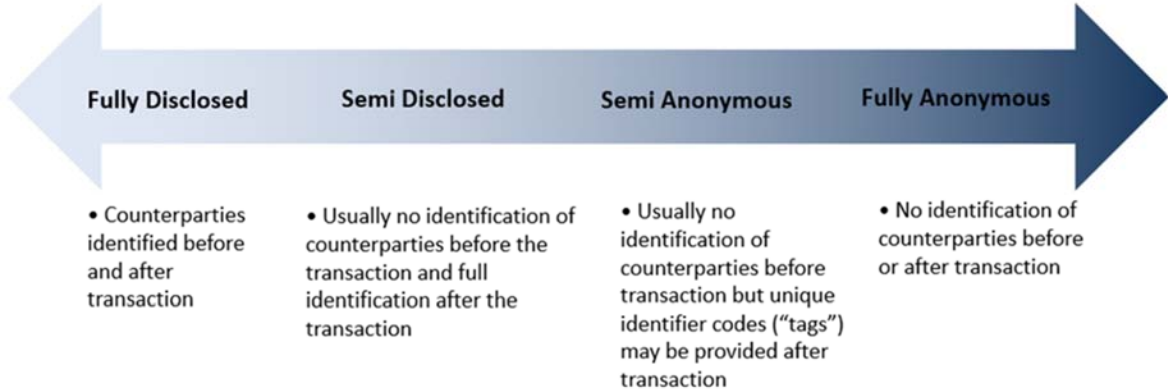 Fully Disclosed
Semi Disclosed
Semi Anonymous
Fully Anonymous
• Counterparties
identified before
and after
transaction
• Usually no identification of
counterparties before the
transaction and full
identification after the
transaction
• Usually no
identification of
counterparties before
transaction but unique
identifier codes (“tags”)
may be provided after
transaction
• No identification of
counterparties before
or after transaction